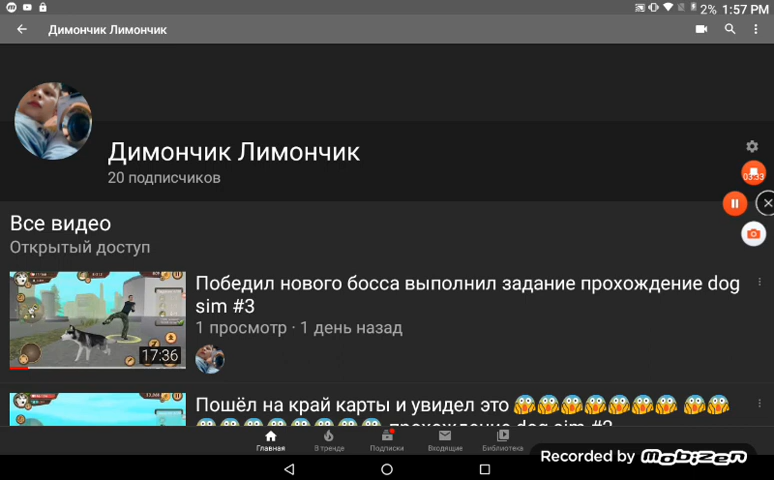 2% 1:57 PM
Димончик Лимончик
Димончик Лимончик
20 подписчиков
03:33
Все видео
Открытый доступ
Победил нового босса выполнил задание прохождение dog
sim #3
1 просмотр · 1 день назад
17:36
Пошёл на край карты и увидел это 😱😱😱😱😱😱😱 😱😱
Главная
В тренде
Подписки
Входящие
Библиотека
Recorded by Mobizen